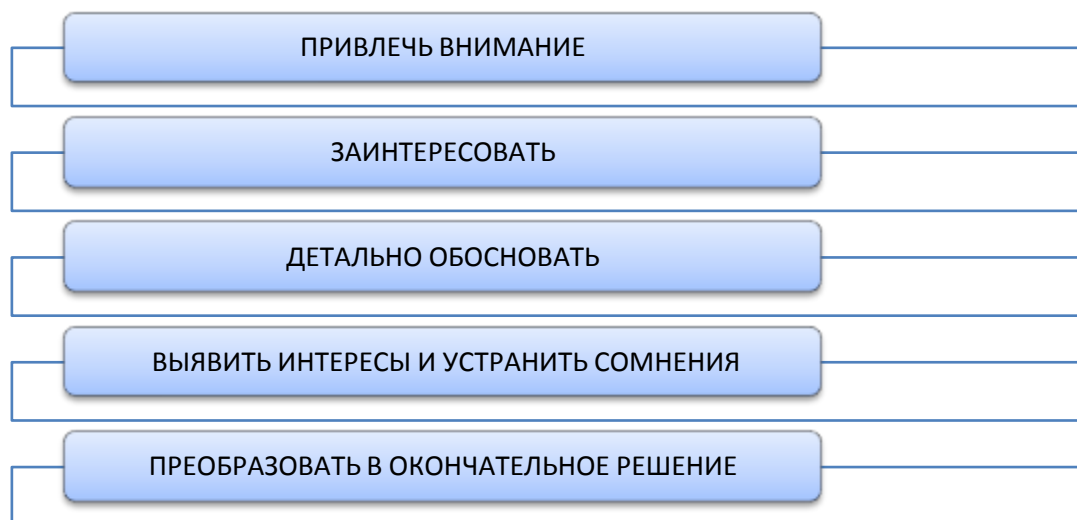 ПРИВЛЕЧЬ ВНИМАНИЕ
ЗАИНТЕРЕСОВАТЬ
ДЕТАЛЬНО ОБОСНОВАТЬ
ВЫЯВИТЬ ИНТЕРЕСЫ И УСТРАНИТЬ СОМНЕНИЯ
ПРЕОБРАЗОВАТЬ В ОКОНЧАТЕЛЬНОЕ РЕШЕНИЕ